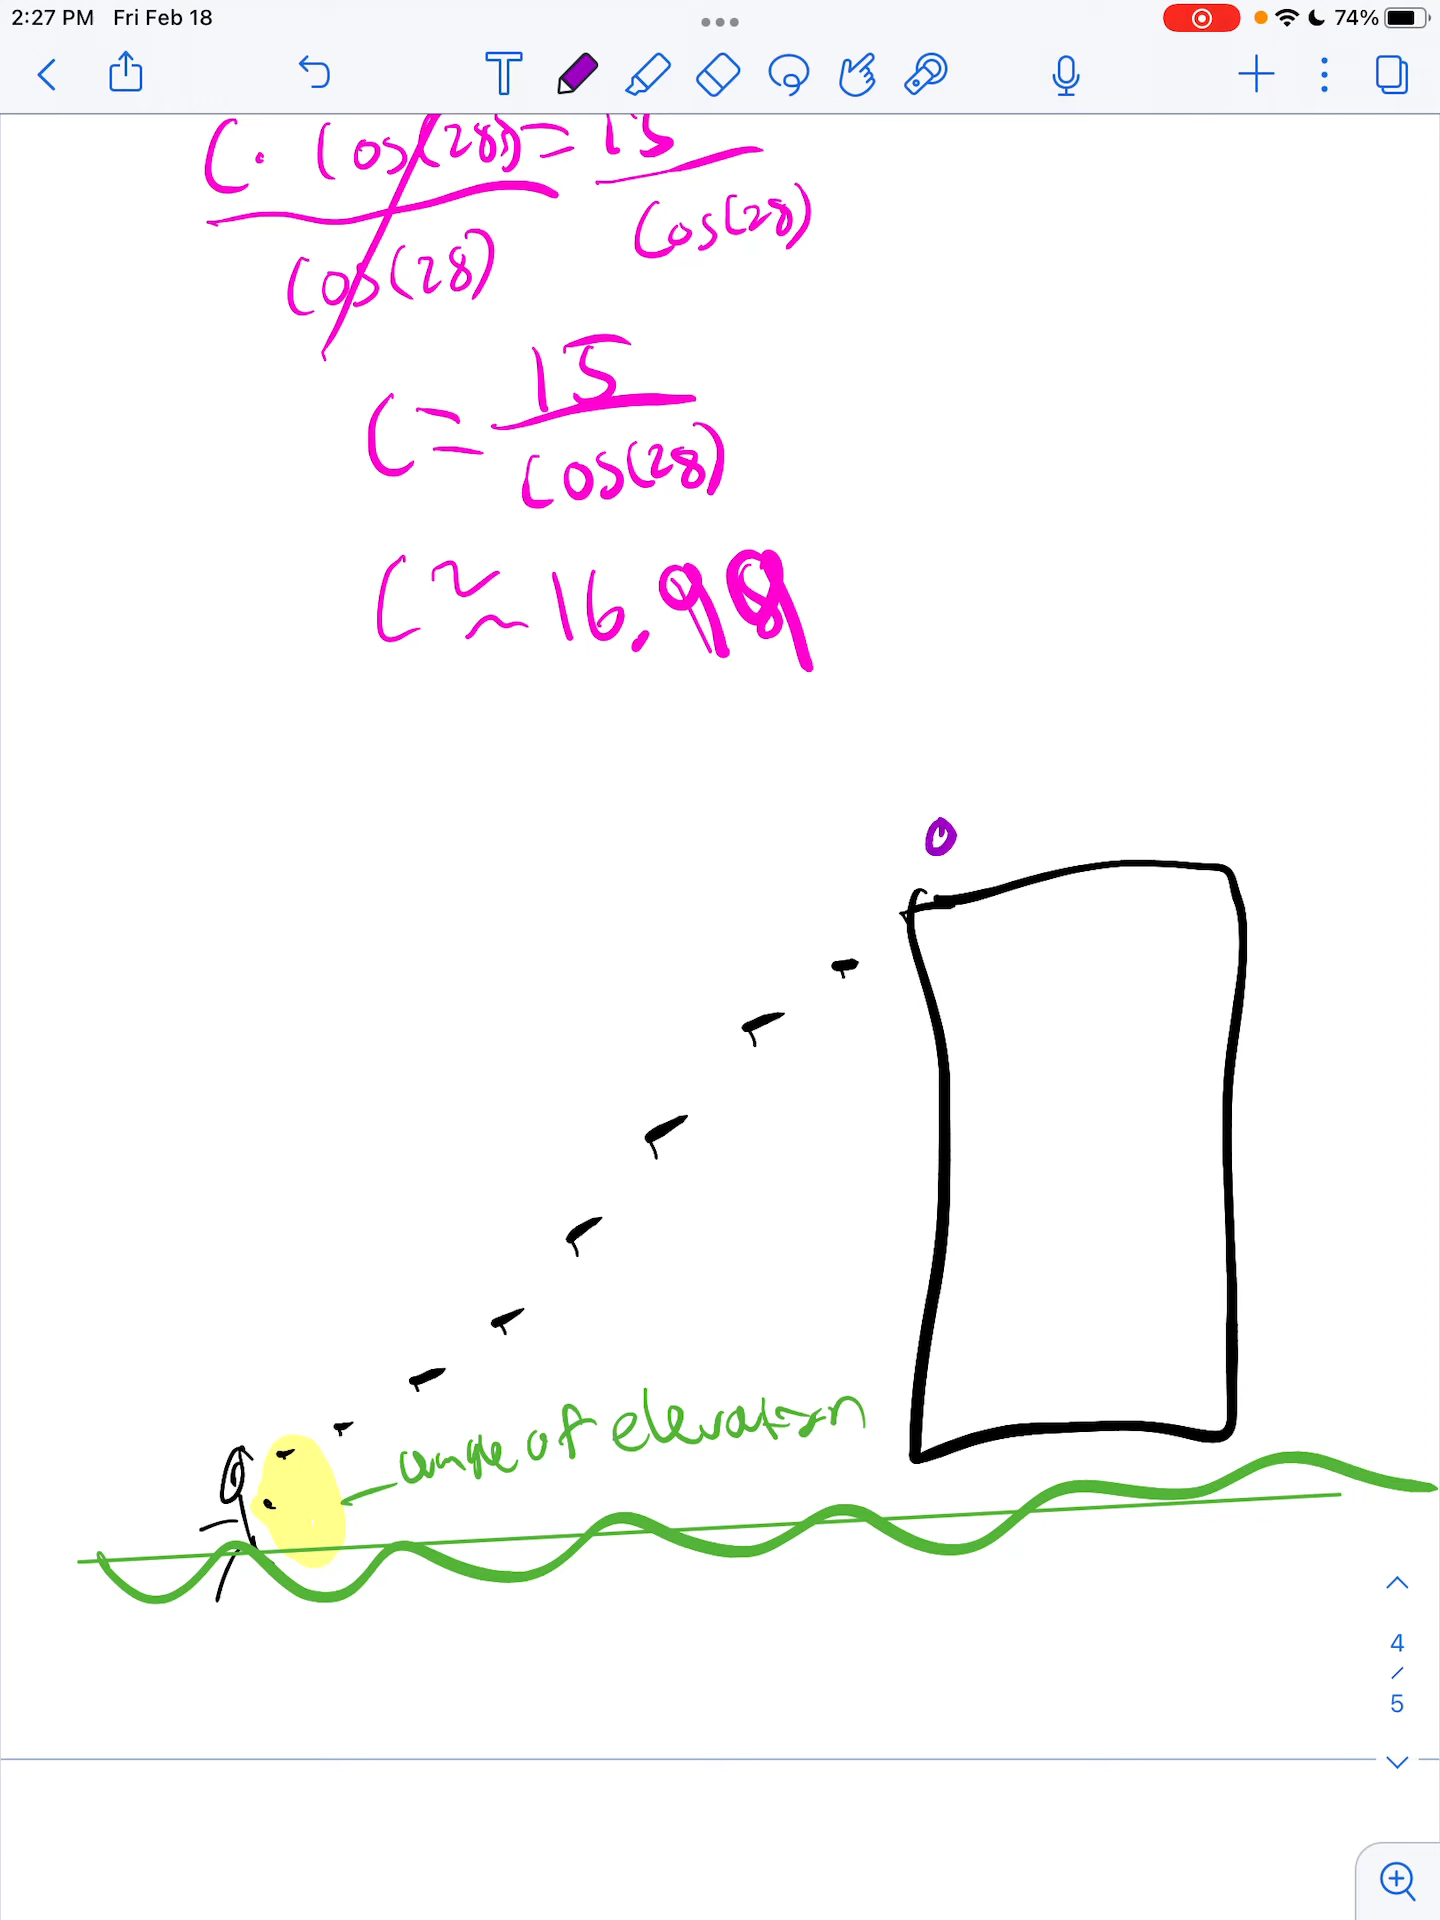 2:27 PM Fri Feb 18
74%
T
C · Cos(28) = 15
cos(28) cos(28)
C = 15
cos(28)
C ≈ 16.99
angle of elevation
4
/
5